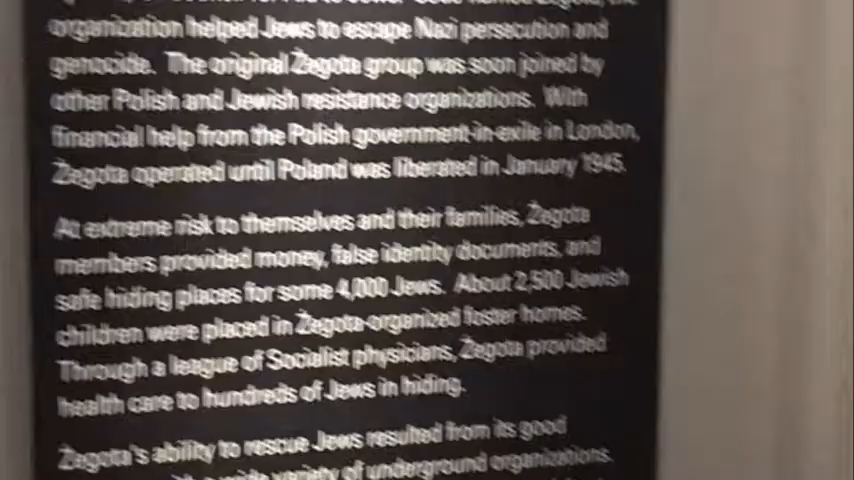 organization helped Jews to escape Nazi persecution and
genocide. The original Żegota group was soon joined by
other Polish and Jewish resistance organizations. With
financial help from the Polish government-in-exile in London,
Żegota operated until Poland was liberated in January 1945.
At extreme risk to themselves and their families, Żegota
members provided money, false identity documents, and
safe hiding places for some 4,000 Jews. About 2,500 Jewish
children were placed in Żegota-organized foster homes.
Through a league of Socialist physicians, Żegota provided
health care to hundreds of Jews in hiding.
Żegota's ability to rescue Jews resulted from its good
wide variety of underground organizations.